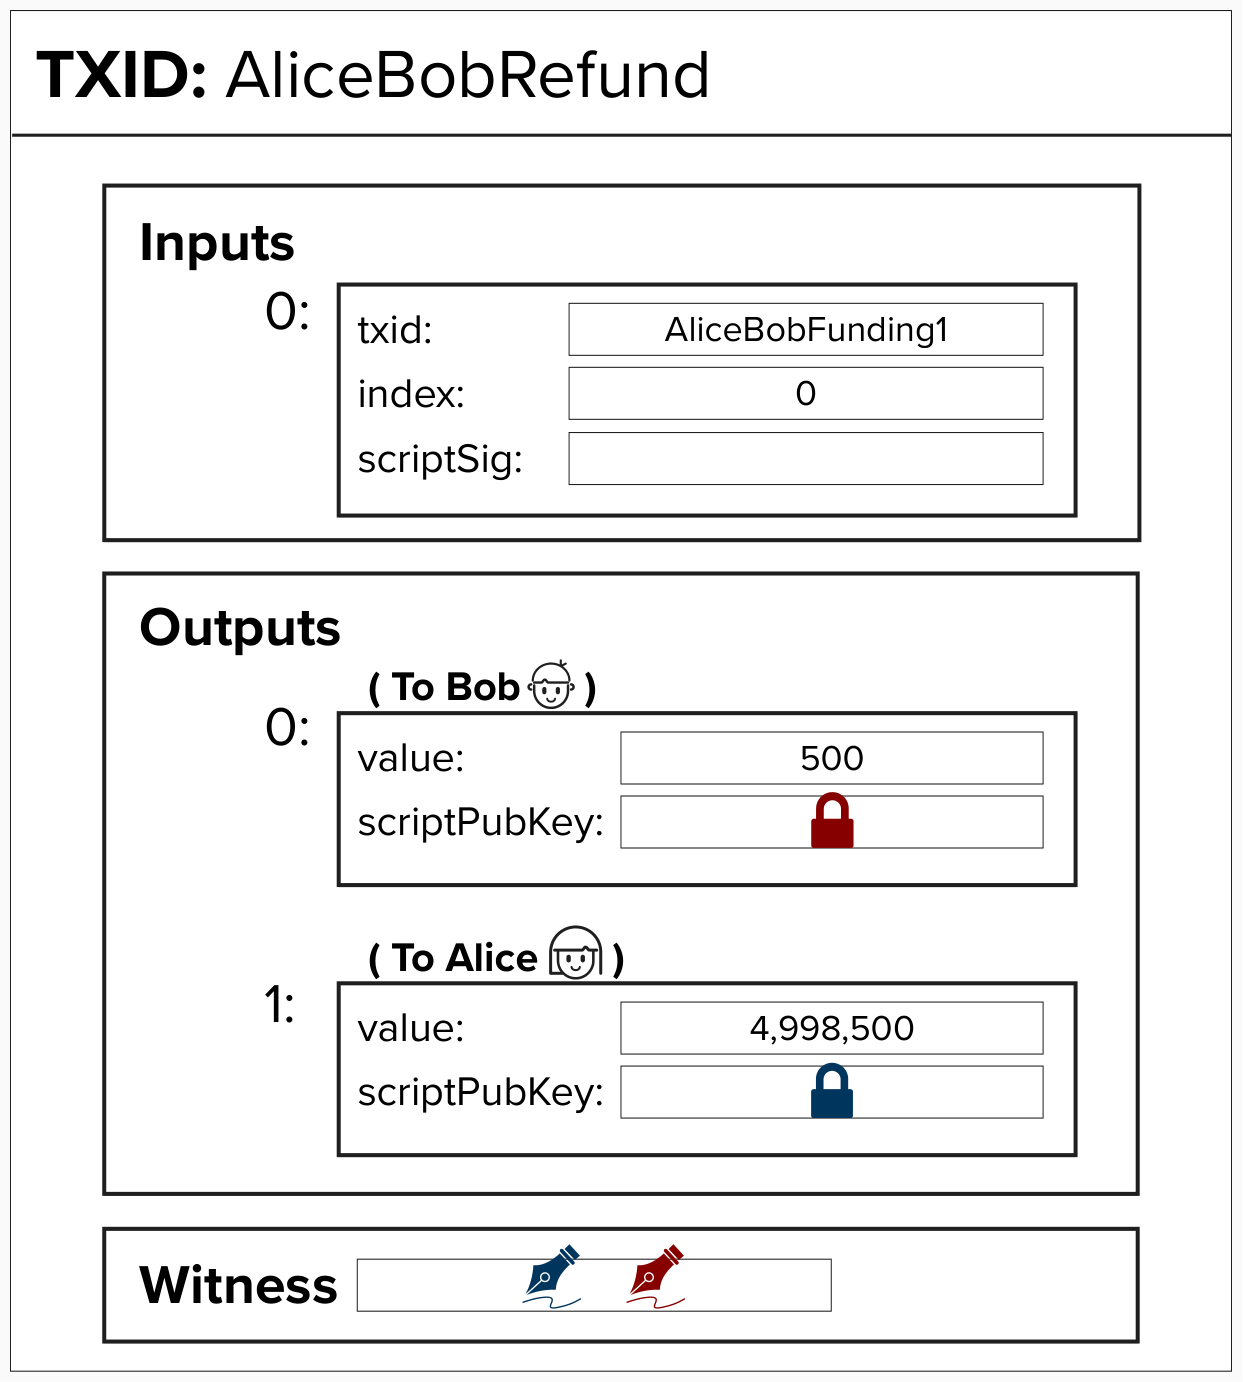 TXID: AliceBobRefund
Inputs
0:
txid: AliceBobFunding1
index: 0
scriptSig:
Outputs
( To Bob )
0:
value: 500
scriptPubKey:
( To Alice )
1:
value: 4,998,500
scriptPubKey:
Witness